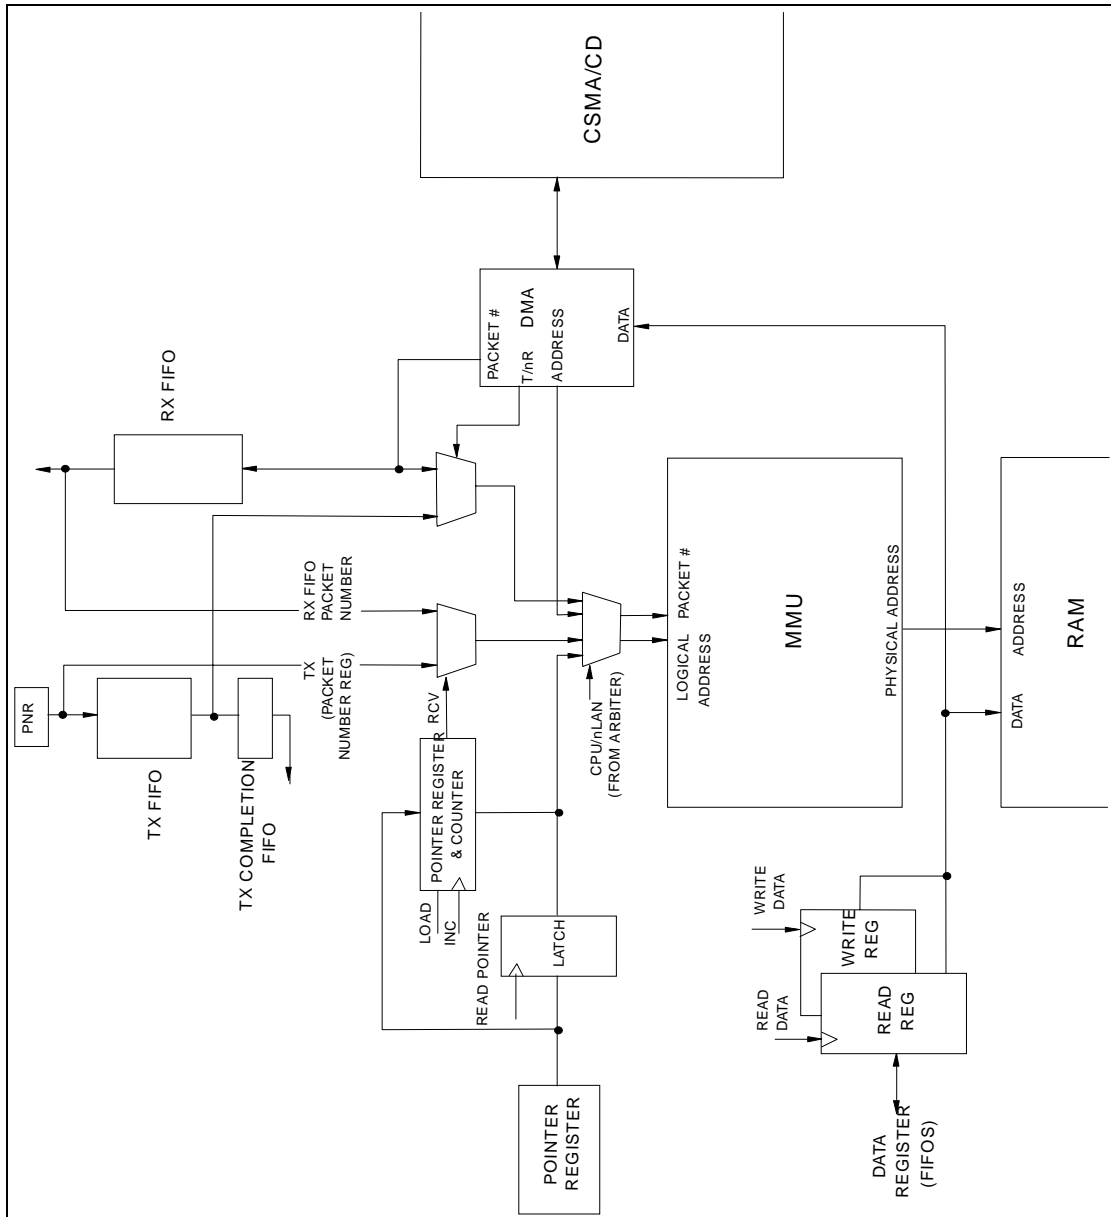 CSMA/CD
PACKET #
T/nR
DMA
ADDRESS
DATA
RX FIFO
RX FIFO
PACKET
NUMBER
TX
(PACKET
NUMBER REG)
PNR
TX FIFO
TX COMPLETION
FIFO
RCV
POINTER REGISTER
& COUNTER
LOAD
INC
CPU/nLAN
(FROM ARBITER)
PACKET #
LOGICAL
ADDRESS
MMU
PHYSICAL ADDRESS
ADDRESS
DATA
RAM
READ POINTER
LATCH
POINTER
REGISTER
WRITE
DATA
WRITE
REG
READ
DATA
READ
REG
DATA
REGISTER
(FIFOS)